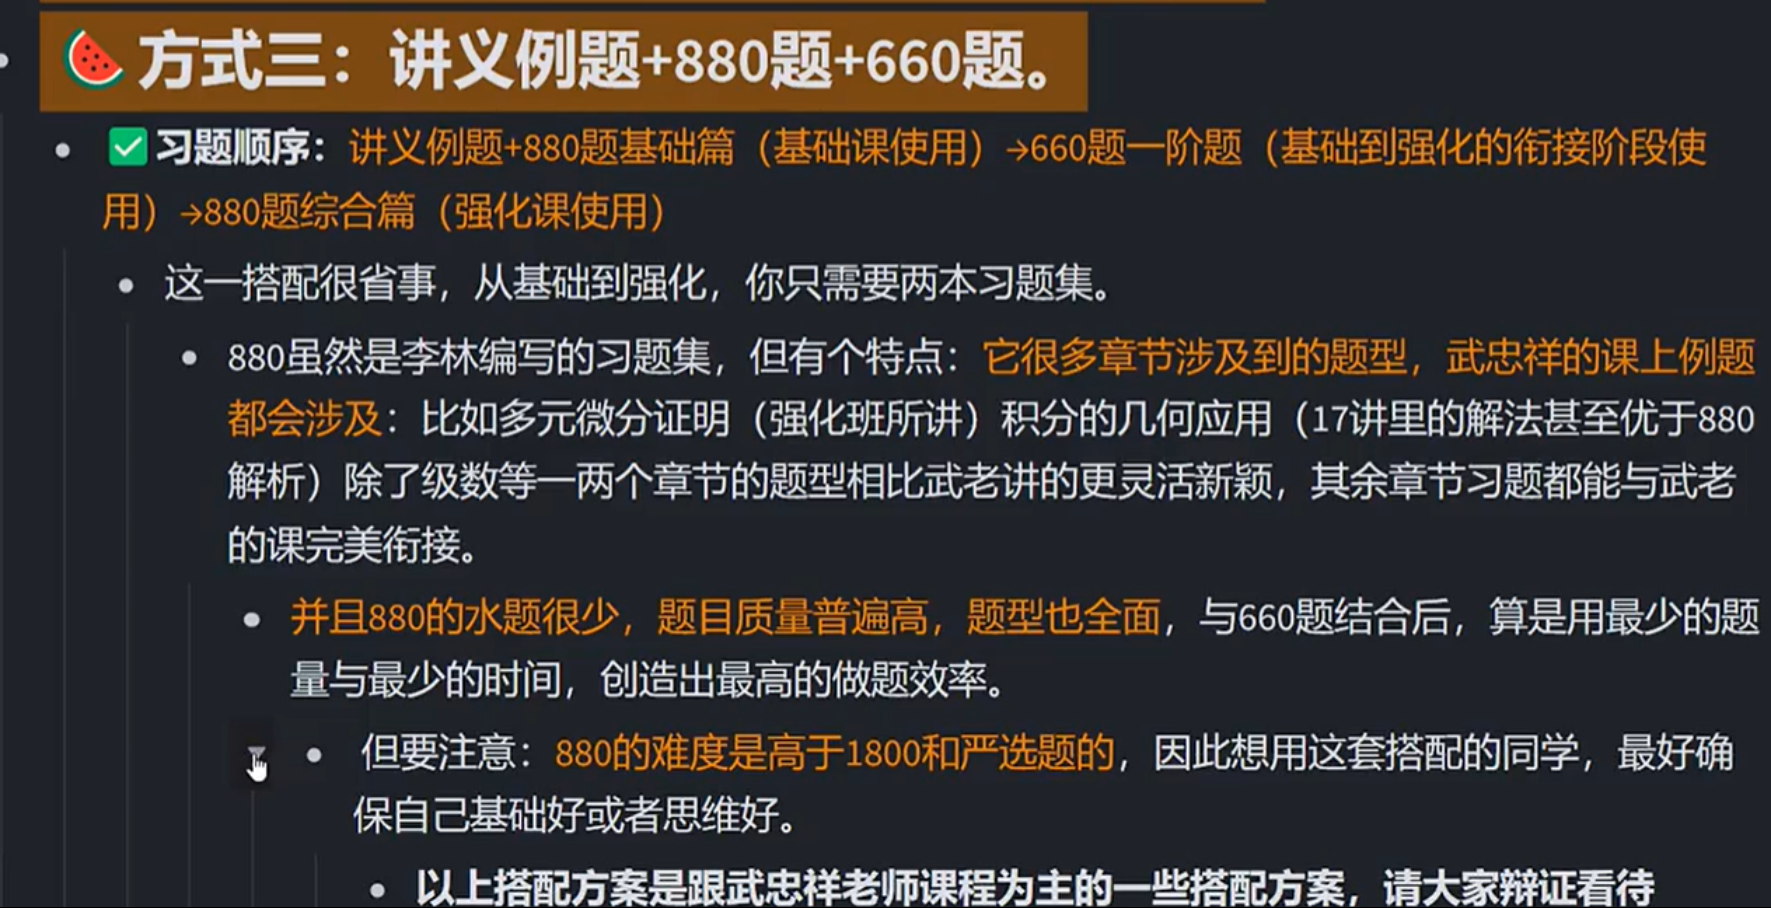 方式三：讲义例题+880题+660题。
习题顺序：讲义例题+880题基础篇（基础课使用）→660题一阶题（基础到强化的衔接阶段使
用）→880题综合篇（强化课使用）
这一搭配很省事，从基础到强化，你只需要两本习题集。
880虽然是李林编写的习题集，但有个特点：它很多章节涉及到的题型，武忠祥的课上例题
都会涉及：比如多元微分证明（强化班所讲）积分的几何应用（17讲里的解法甚至优于880
解析）除了级数等一两个章节的题型相比武老讲的更灵活新颖，其余章节习题都能与武老
的课完美衔接。
并且880的水题很少，题目质量普遍高，题型也全面，与660题结合后，算是用最少的题
量与最少的时间，创造出最高的做题效率。
但要注意：880的难度是高于1800和严选题的，因此想用这套搭配的同学，最好确
保自己基础好或者思维好。
以上搭配方案是跟武忠祥老师课程为主的一些搭配方案，请大家辩证看待